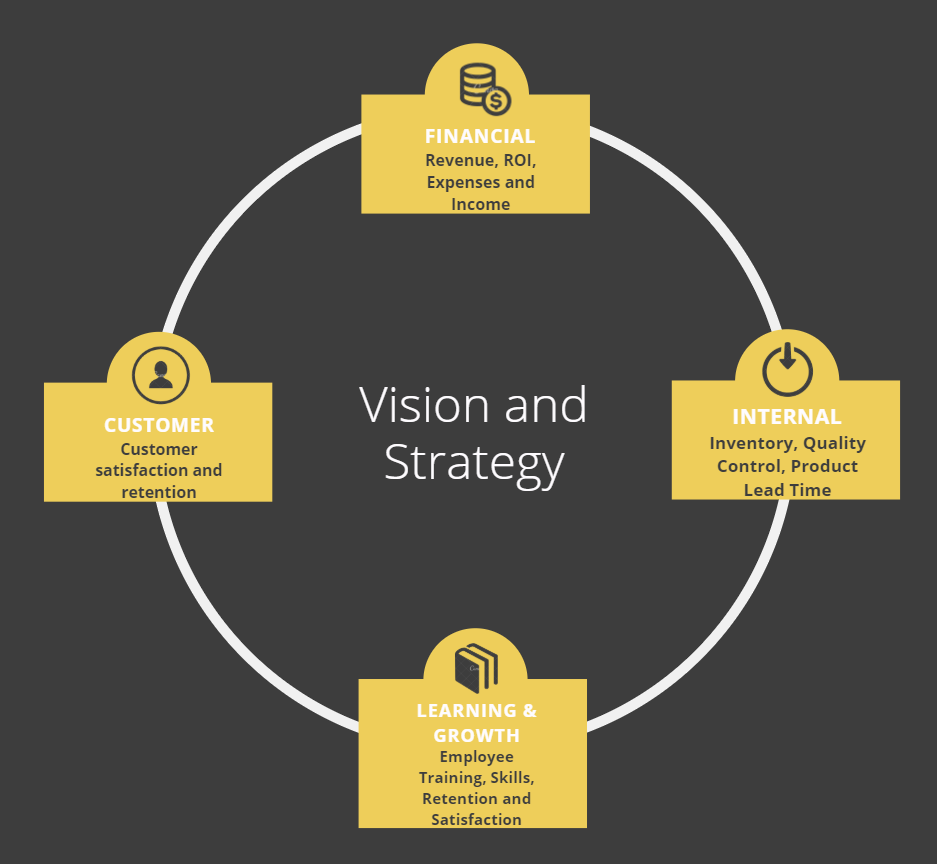 FINANCIAL
Revenue, ROI,
Expenses and
Income
CUSTOMER
Customer
satisfaction and
retention
Vision and
Strategy
INTERNAL
Inventory, Quality
Control, Product
Lead Time
LEARNING &
GROWTH
Employee
Training, Skills,
Retention and
Satisfaction